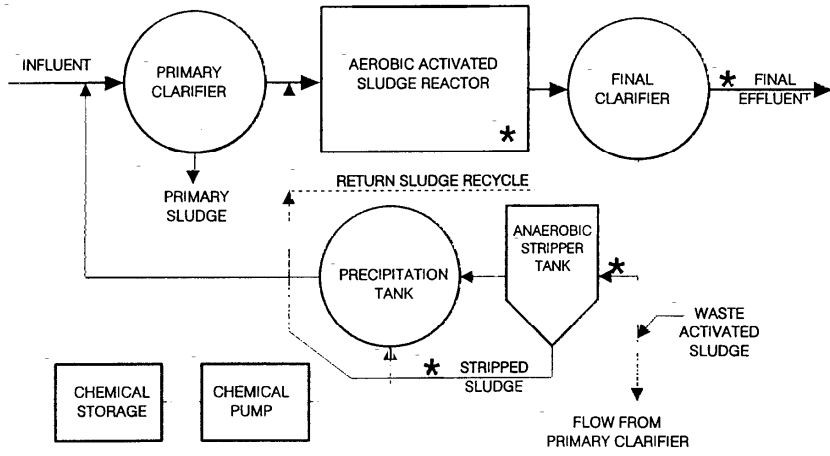 INFLUENT
PRIMARY
CLARIFIER
AEROBIC ACTIVATED
SLUDGE REACTOR
*
FINAL
CLARIFIER
* FINAL
EFFLUENT
PRIMARY
SLUDGE
RETURN SLUDGE RECYCLE
PRECIPITATION
TANK
ANAEROBIC
STRIPPER
TANK
*
WASTE
ACTIVATED
SLUDGE
* STRIPPED
SLUDGE
CHEMICAL
STORAGE
CHEMICAL
PUMP
FLOW FROM
PRIMARY CLARIFIER